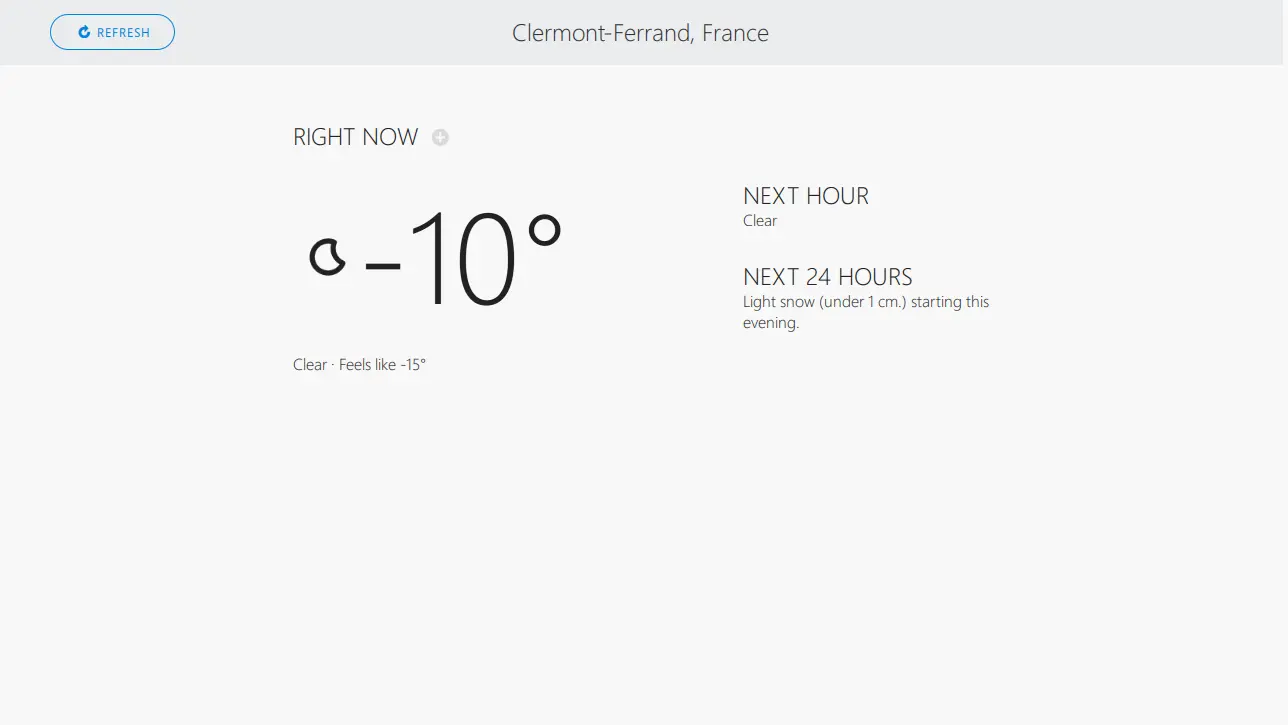 REFRESH
Clermont-Ferrand, France
RIGHT NOW
-10°
Clear · Feels like -15°
NEXT HOUR
Clear
NEXT 24 HOURS
Light snow (under 1 cm.) starting this
evening.